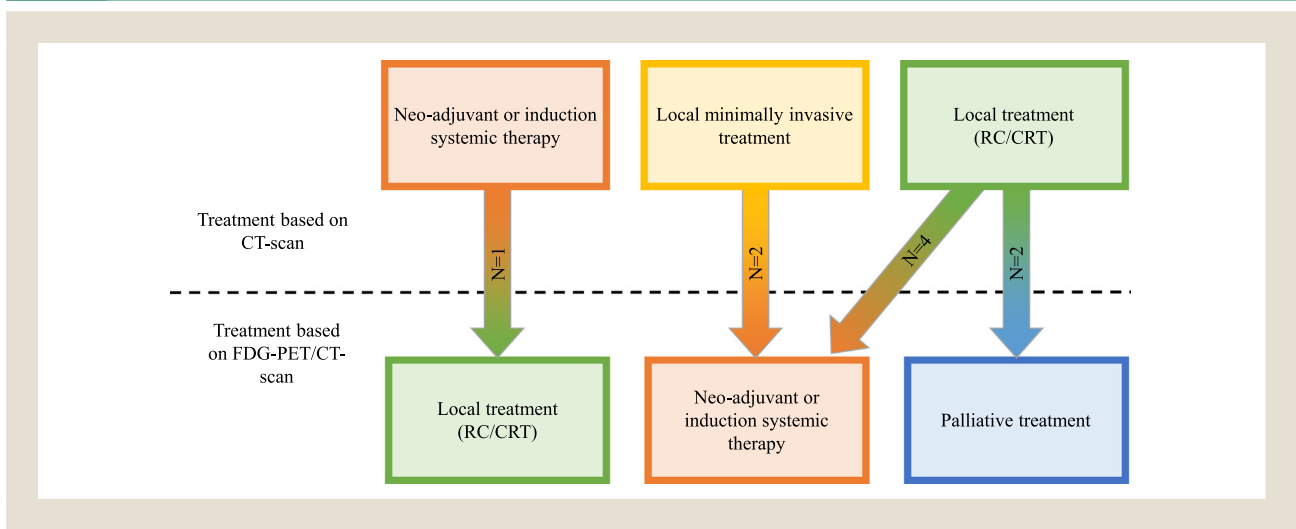 Neo-adjuvant or induction
systemic therapy
Local minimally invasive
treatment
Local treatment
(RC/CRT)
Treatment based on
CT-scan
N=1
N=2
N=4
N=2
Treatment based
on FDG-PET/CT-
scan
Local treatment
(RC/CRT)
Neo-adjuvant or
induction systemic
therapy
Palliative treatment